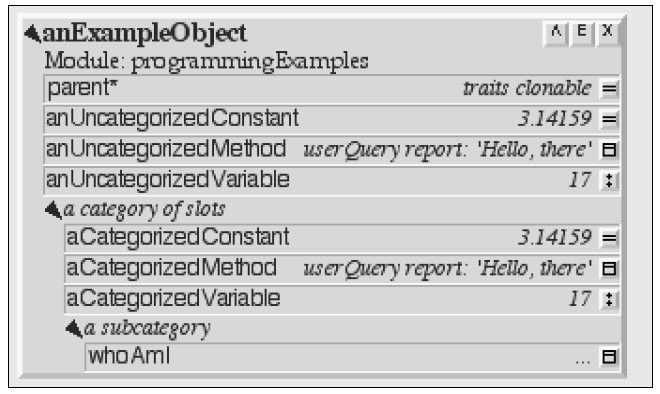 anExampleObject Λ E X
Module: programmingExamples
parent* traits clonable =
anUncategorizedConstant 3.14159 =
anUncategorizedMethod userQuery report: 'Hello, there'
anUncategorizedVariable 17 :
a category of slots
aCategorizedConstant 3.14159 =
aCategorizedMethod userQuery report: 'Hello, there'
aCategorizedVariable 17 :
a subcategory
whoAmI ...